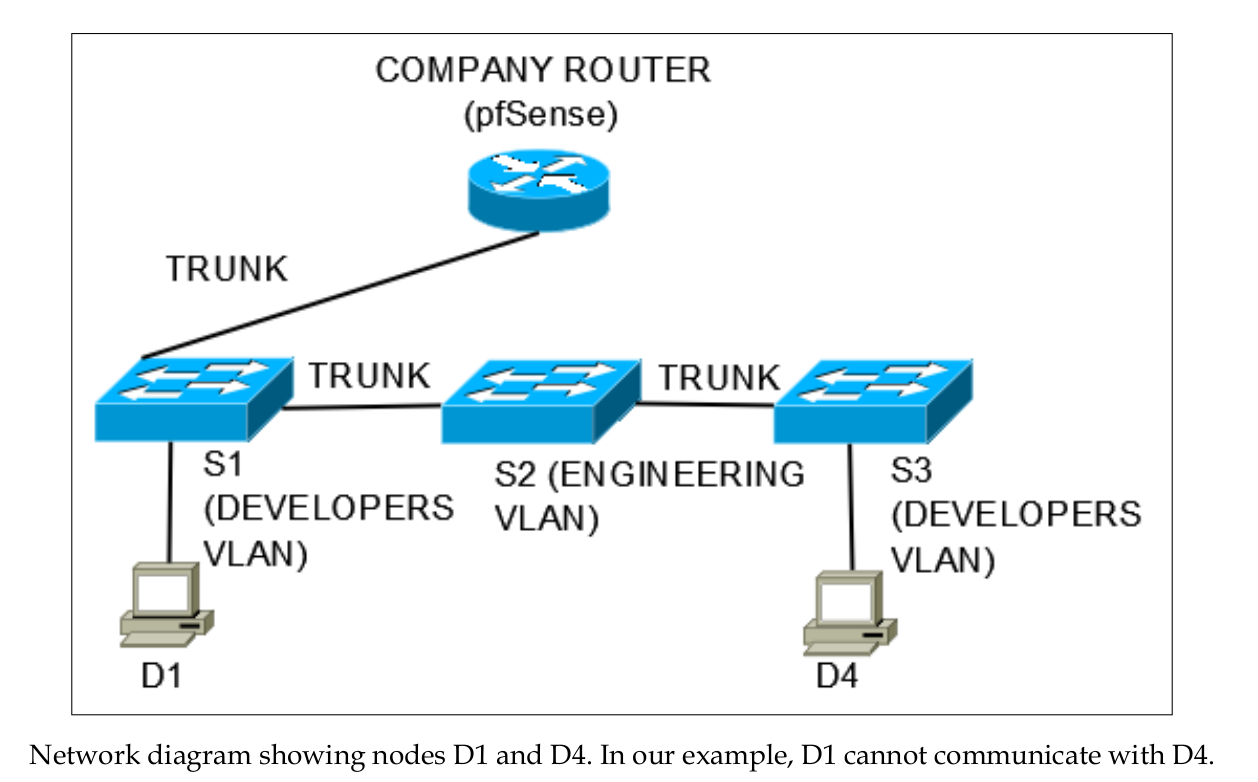 COMPANY ROUTER
(pfSense)
TRUNK
TRUNK
TRUNK
S1
(DEVELOPERS
VLAN)
S2 (ENGINEERING
VLAN)
S3
(DEVELOPERS
VLAN)
D1
D4
Network diagram showing nodes D1 and D4. In our example, D1 cannot communicate with D4.